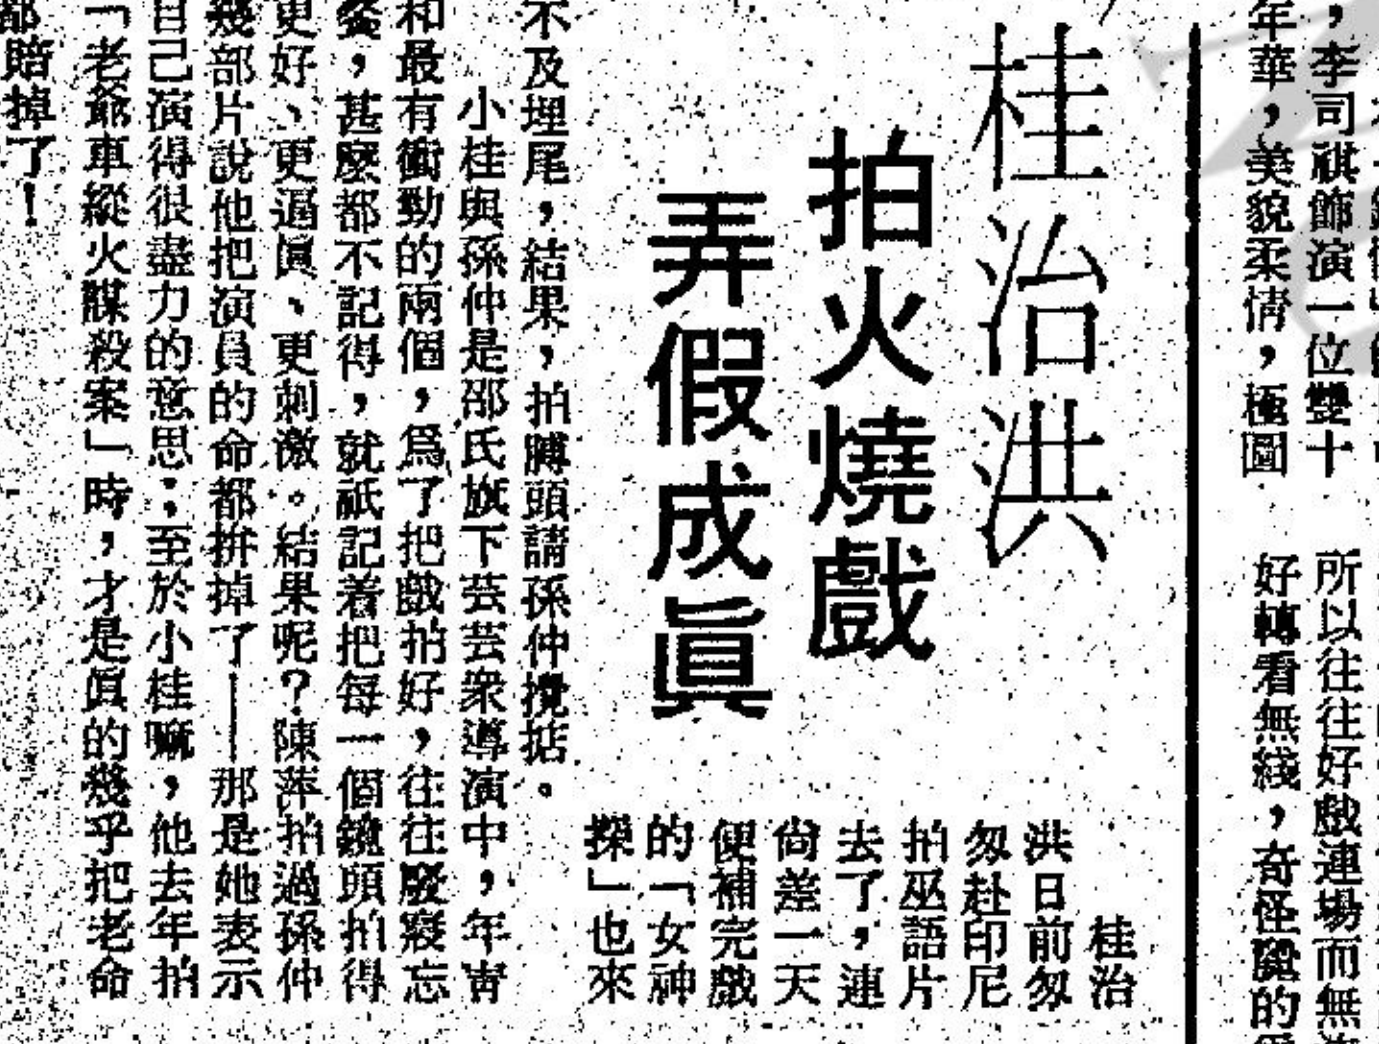 ，李司祺飾演一位雙十
年華，美貌柔情，極圖
所以往往好戲連場而無
好轉看無綫，奇怪的
桂治洪
拍火燒戲
弄假成眞
桂治
洪日前匆
匆赴印尼
拍巫語片
去了，連
尙差一天
便補完戲
的「女神
探」也來
不及埋尾，結果，拍膊頭請孫仲攪掂。
小桂與孫仲是邵氏旗下芸芸衆導演中，年靑
和最有衝勁的兩個，爲了把戲拍好，往往廢寢忘
餐，甚麼都不記得，就祇記着把每一個鏡頭拍得
更好、更逼眞、更刺激。結果呢？陳萍拍過孫仲
幾部片說他把演員的命都拚掉了——那是她表示
自己演得很盡力的意思；至於小桂嘛，他去年拍
「老爺車縱火謀殺案」時，才是眞的幾乎把老命
都賠掉了！